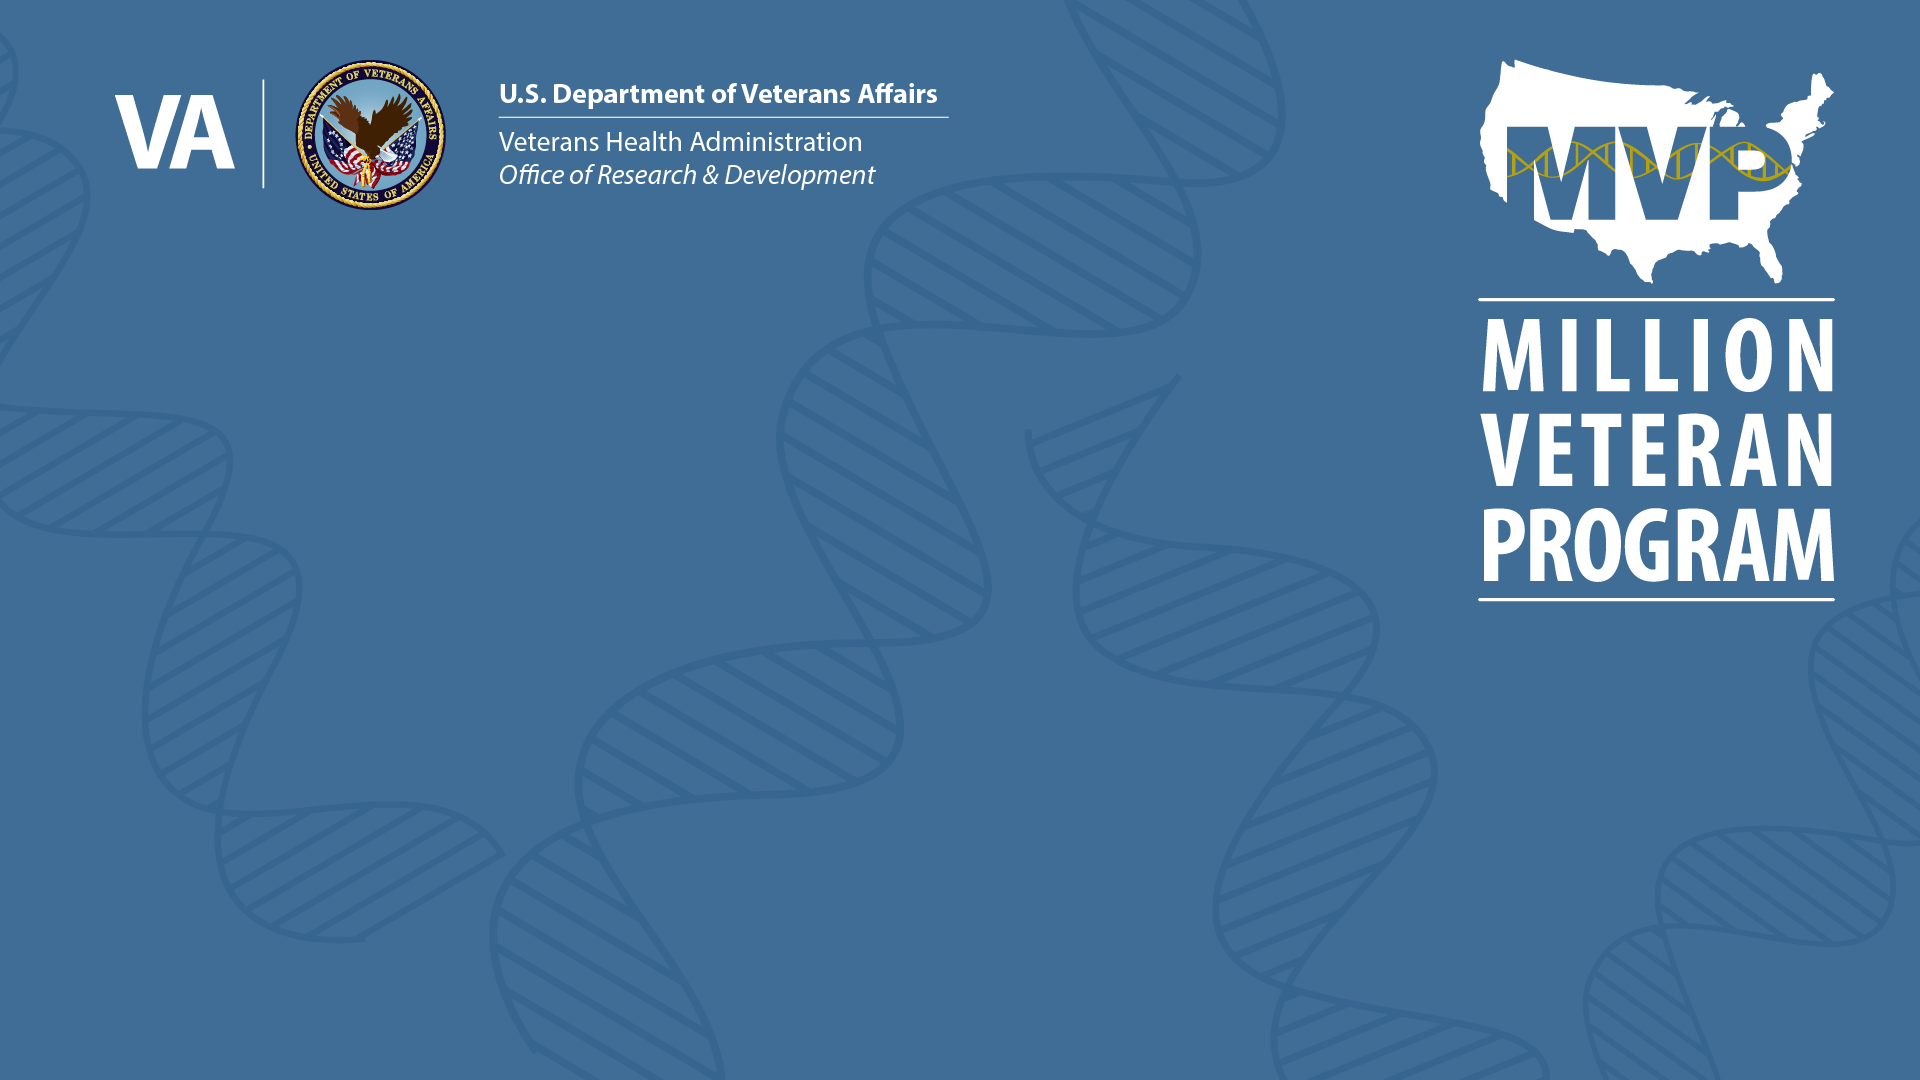 VA
DEPARTMENT OF VETERANS AFFAIRS
UNITED STATES OF AMERICA
U.S. Department of Veterans Affairs
Veterans Health Administration
Office of Research & Development
MVP
MILLION
VETERAN
PROGRAM